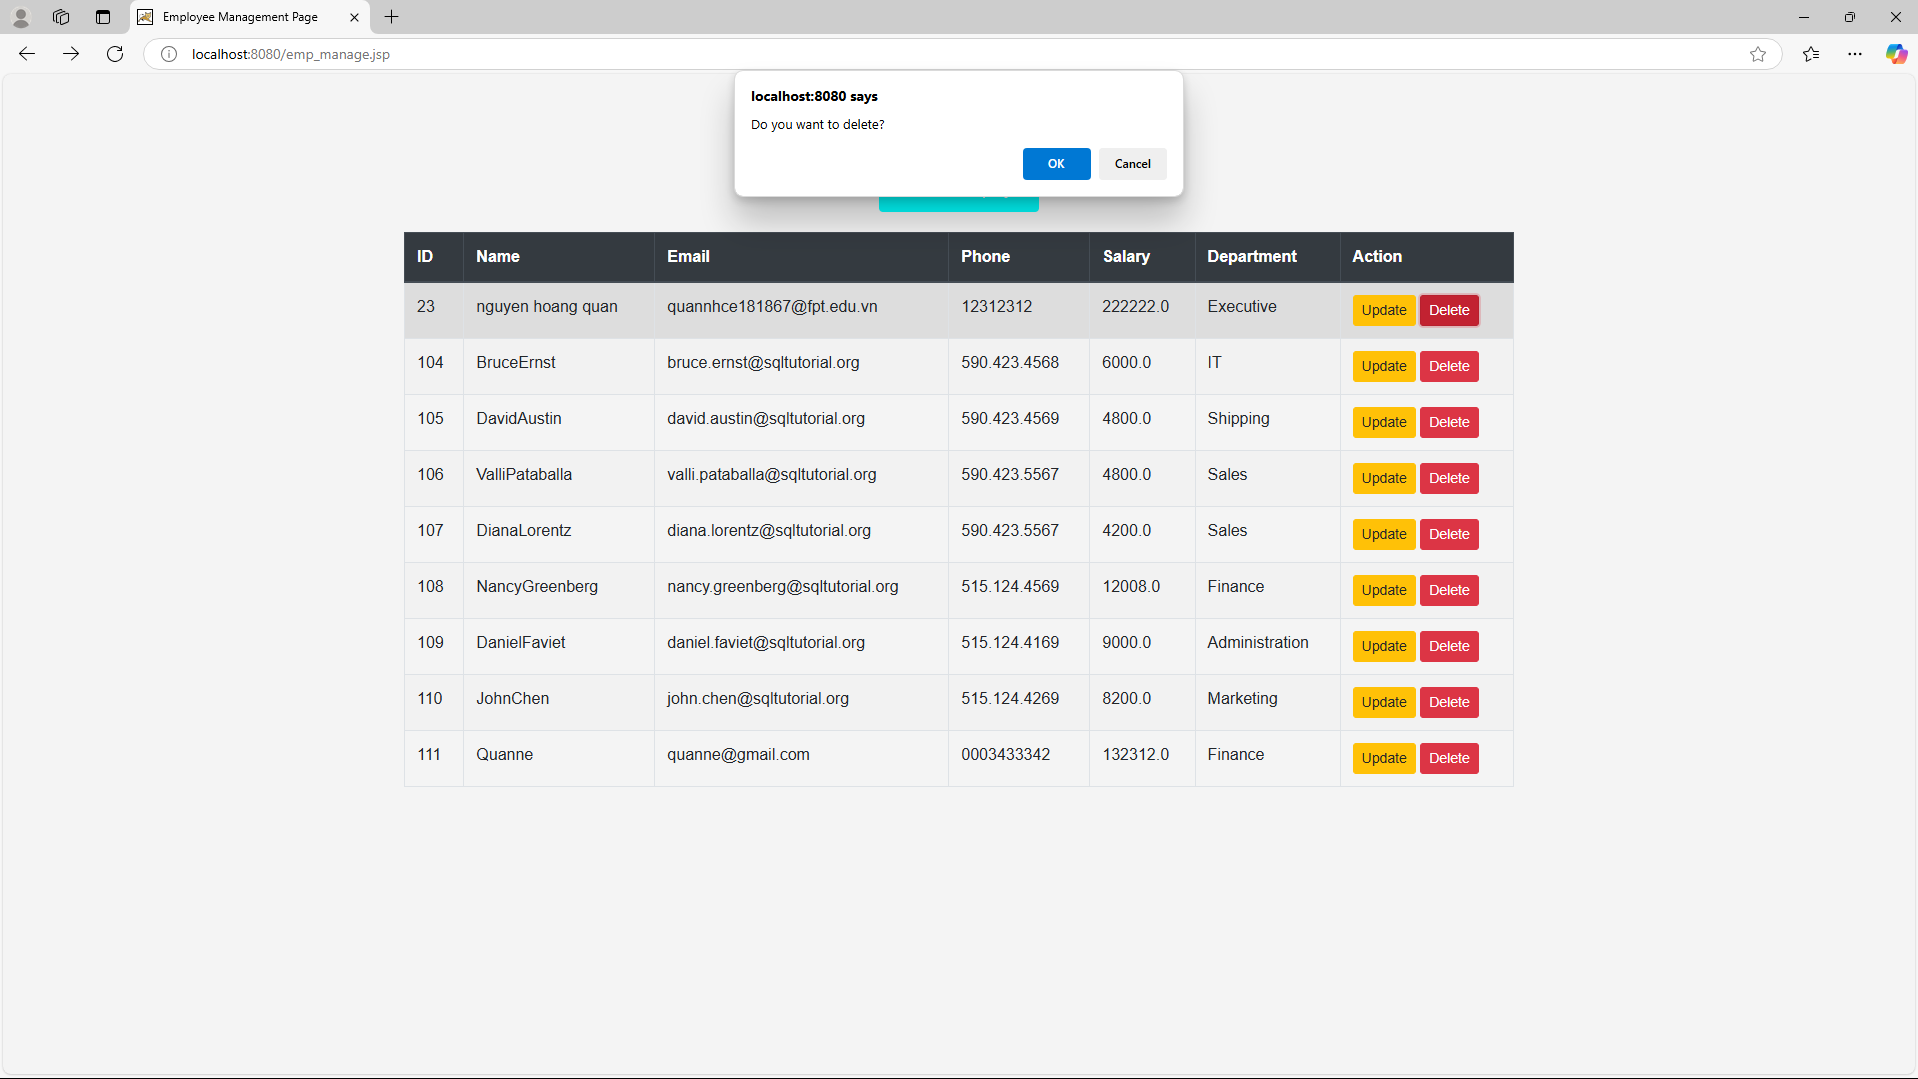 Employee Management Page
localhost:8080/emp_manage.jsp
localhost:8080 says
Do you want to delete?
OK Cancel
ID Name Email Phone Salary Department Action
23 nguyen hoang quan quannhce181867@fpt.edu.vn 12312312 222222.0 Executive Update Delete
104 BruceErnst bruce.ernst@sqltutorial.org 590.423.4568 6000.0 IT Update Delete
105 DavidAustin david.austin@sqltutorial.org 590.423.4569 4800.0 Shipping Update Delete
106 ValliPataballa valli.pataballa@sqltutorial.org 590.423.5567 4800.0 Sales Update Delete
107 DianaLorentz diana.lorentz@sqltutorial.org 590.423.5567 4200.0 Sales Update Delete
108 NancyGreenberg nancy.greenberg@sqltutorial.org 515.124.4569 12008.0 Finance Update Delete
109 DanielFaviet daniel.faviet@sqltutorial.org 515.124.4169 9000.0 Administration Update Delete
110 JohnChen john.chen@sqltutorial.org 515.124.4269 8200.0 Marketing Update Delete
111 Quanne quanne@gmail.com 0003433342 132312.0 Finance Update Delete